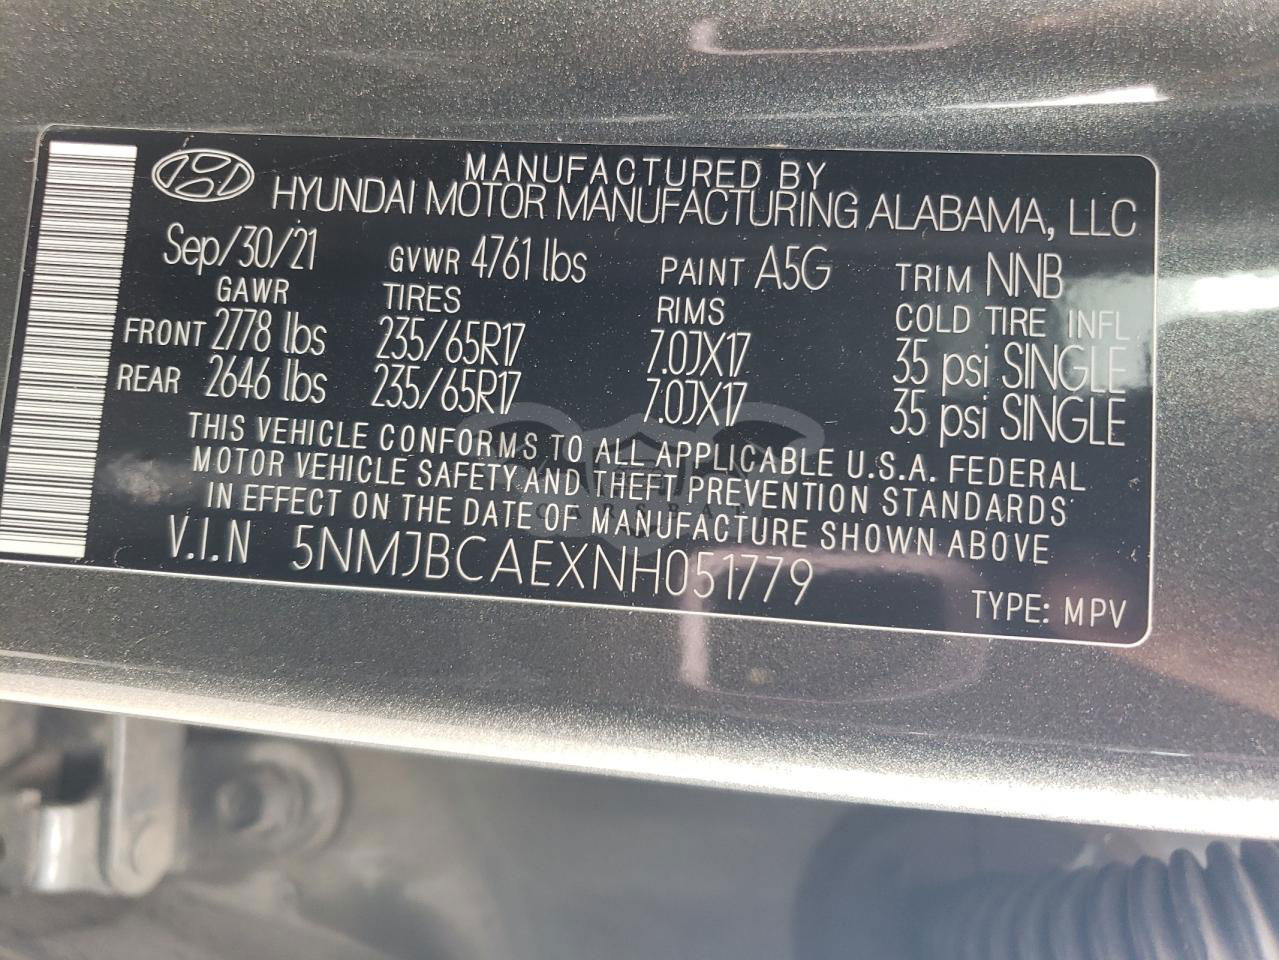 MANUFACTURED BY
HYUNDAI MOTOR MANUFACTURING ALABAMA, LLC
Sep/30/21 GVWR 4761 lbs PAINT A5G TRIM NNB
GAWR TIRES RIMS COLD TIRE INFL
FRONT 2778 lbs 235/65R17 7.0JX17 35 psi SINGLE
REAR 2646 lbs 235/65R17 7.0JX17 35 psi SINGLE
THIS VEHICLE CONFORMS TO ALL APPLICABLE U.S.A. FEDERAL
MOTOR VEHICLE SAFETY AND THEFT PREVENTION STANDARDS
IN EFFECT ON THE DATE OF MANUFACTURE SHOWN ABOVE
V.I.N 5NMJBCAEXNH051779
TYPE: MPV